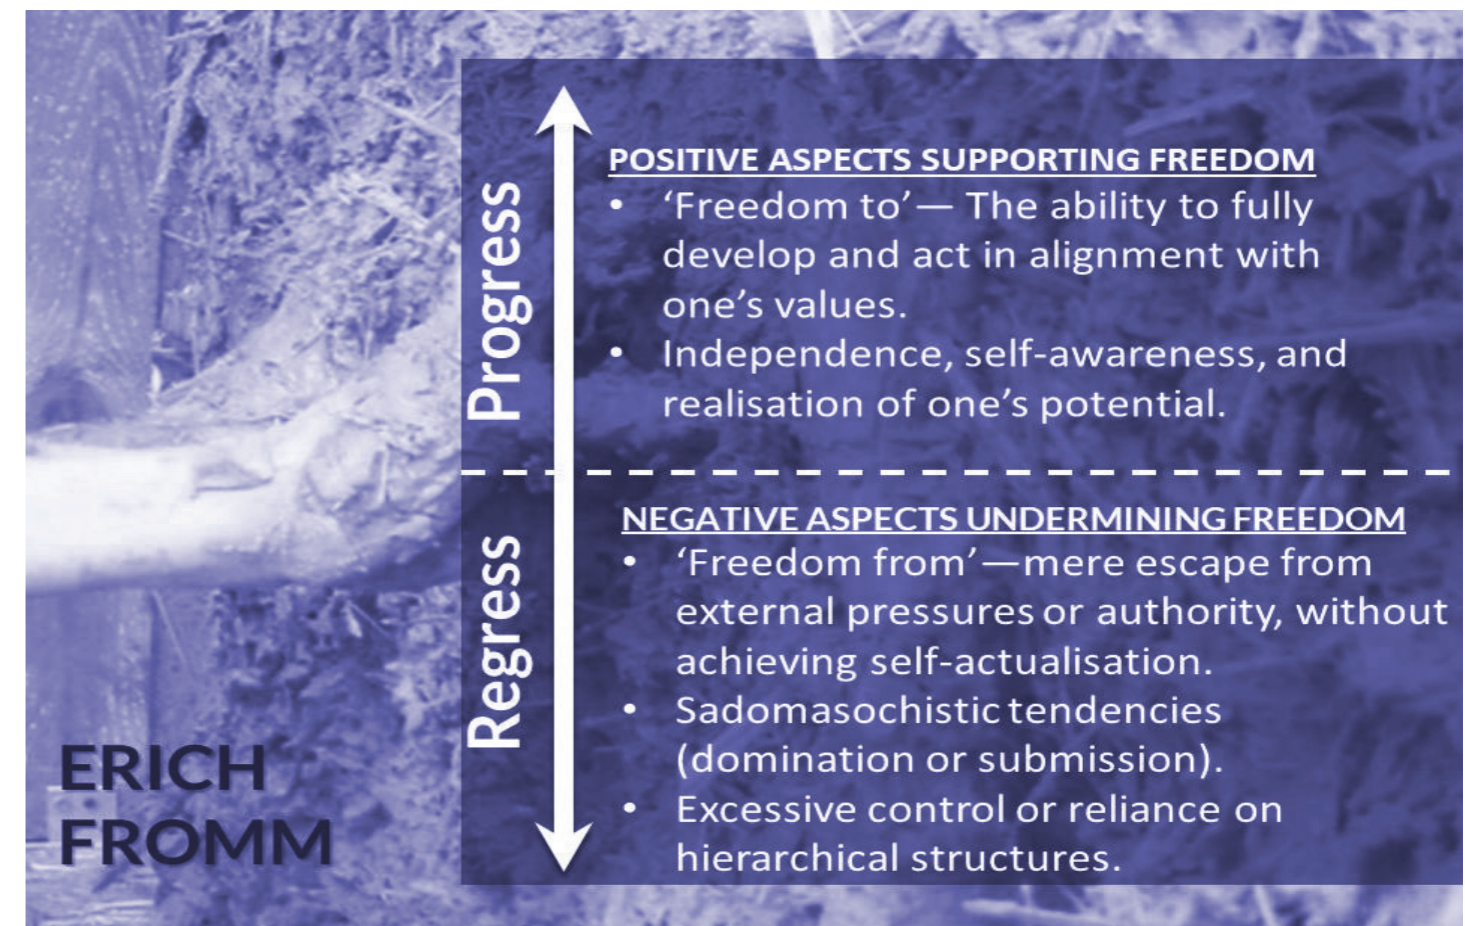 POSITIVE ASPECTS SUPPORTING FREEDOM
• ‘Freedom to’— The ability to fully
develop and act in alignment with
one’s values.
• Independence, self-awareness, and
realisation of one’s potential.
Progress
NEGATIVE ASPECTS UNDERMINING FREEDOM
• ‘Freedom from’—mere escape from
external pressures or authority, without
achieving self-actualisation.
• Sadomasochistic tendencies
(domination or submission).
• Excessive control or reliance on
hierarchical structures.
Regress
ERICH
FROMM